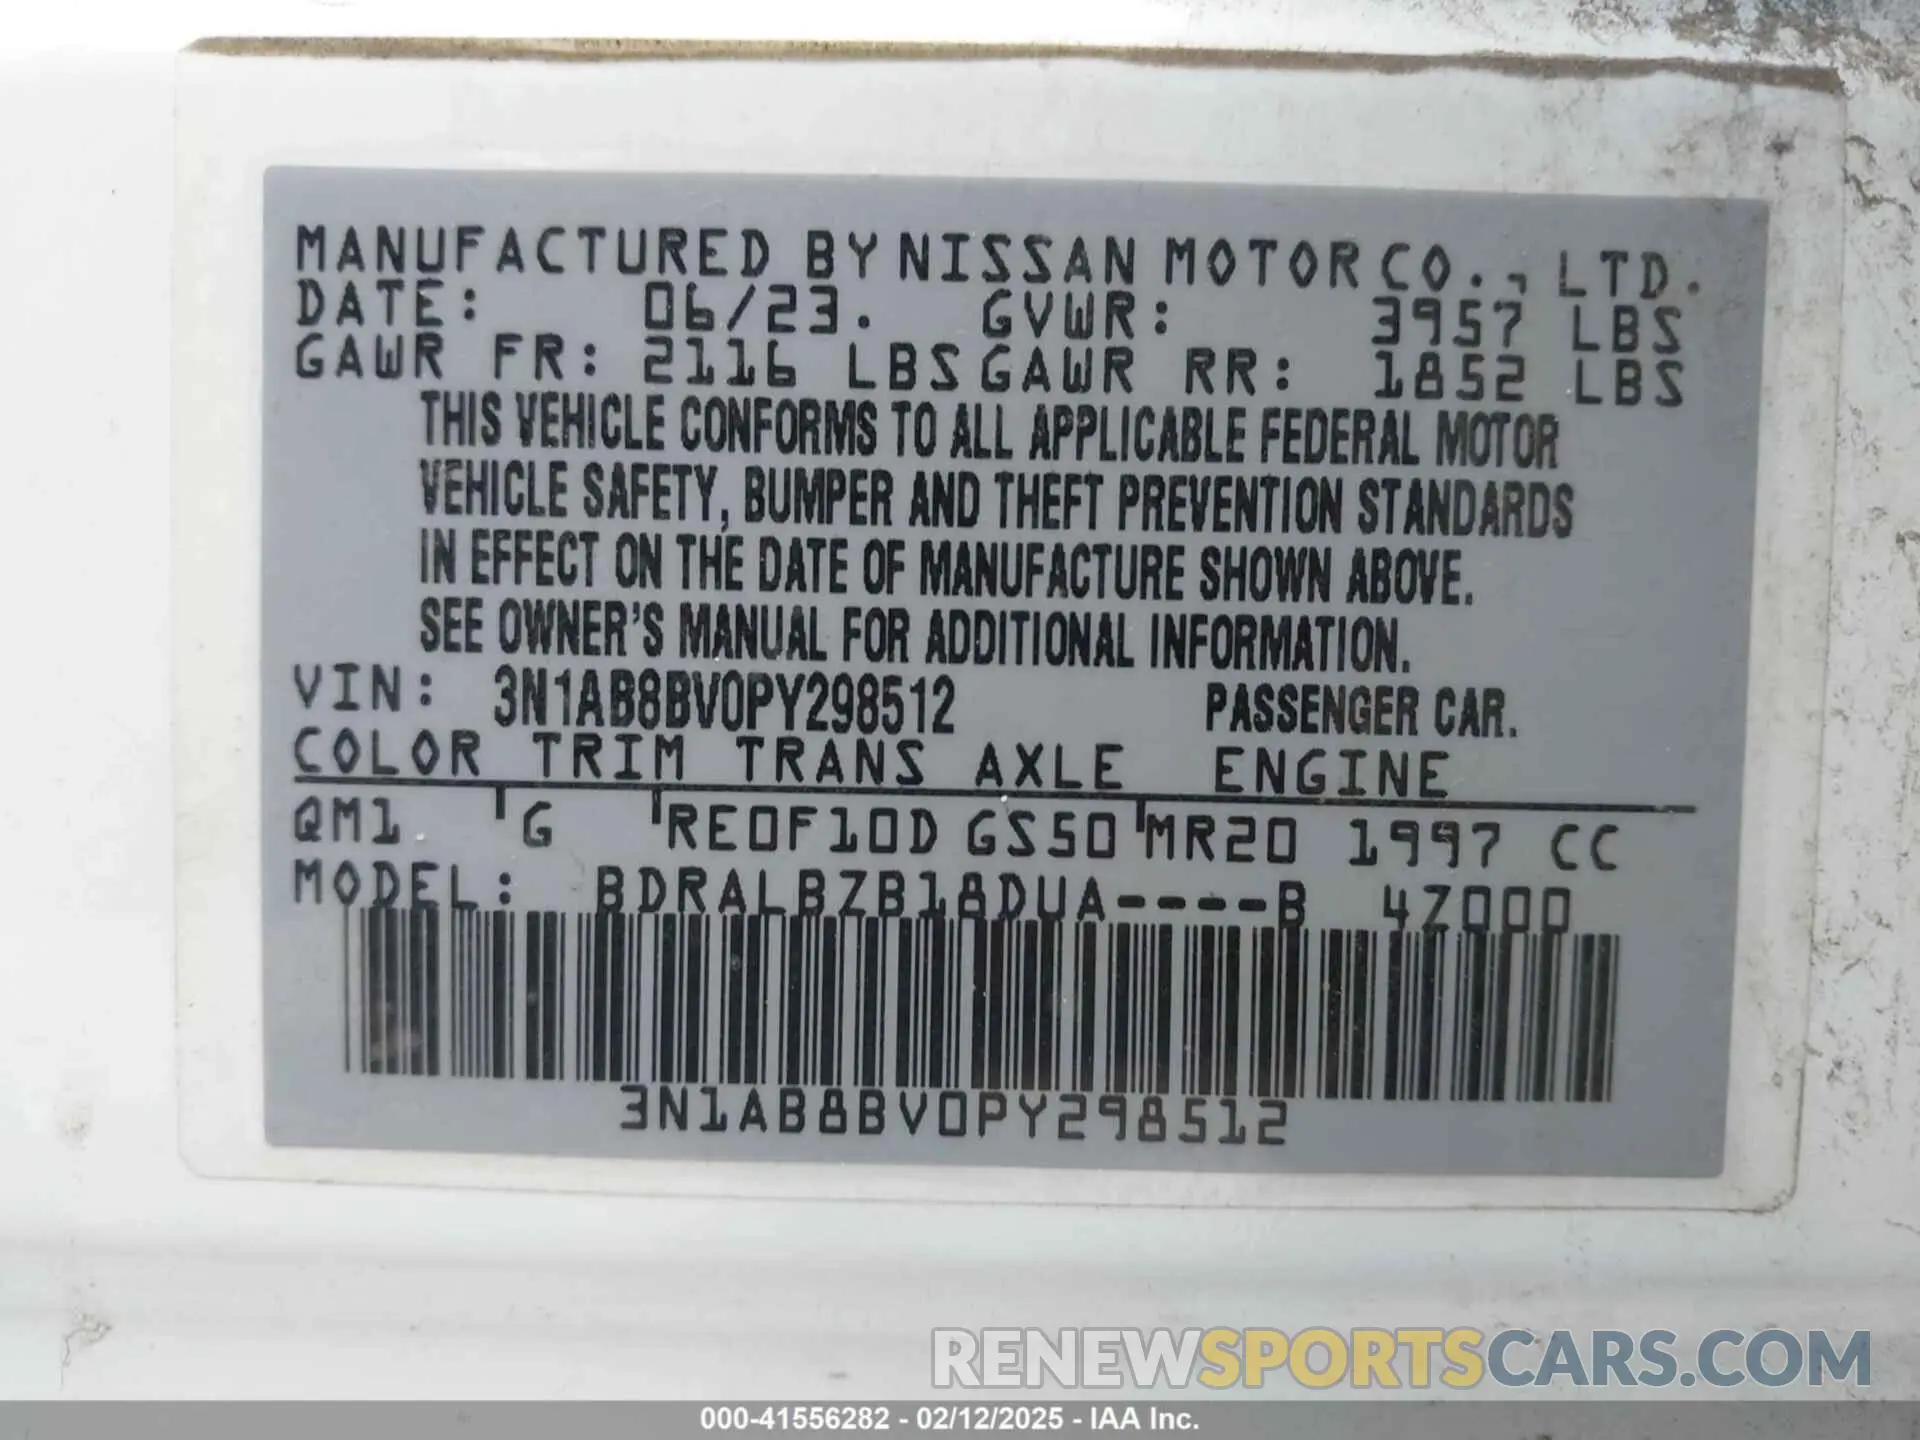 MANUFACTURED BY NISSAN MOTOR CO., LTD.
DATE: 06/23. GVWR: 3957 LBS
GAWR FR: 2116 LBS GAWR RR: 1852 LBS
THIS VEHICLE CONFORMS TO ALL APPLICABLE FEDERAL MOTOR
VEHICLE SAFETY, BUMPER AND THEFT PREVENTION STANDARDS
IN EFFECT ON THE DATE OF MANUFACTURE SHOWN ABOVE.
SEE OWNER'S MANUAL FOR ADDITIONAL INFORMATION.
VIN: 3N1AB8BV0PY298512 PASSENGER CAR.
COLOR TRIM TRANS AXLE ENGINE
QM1 G RE0F10D GS50 MR20 1997 CC
MODEL: BDRALBZB18DUA----B 4Z000
3N1AB8BV0PY298512
RENEWSPORTSCARS.COM
000-41556282 - 02/12/2025 - IAA Inc.